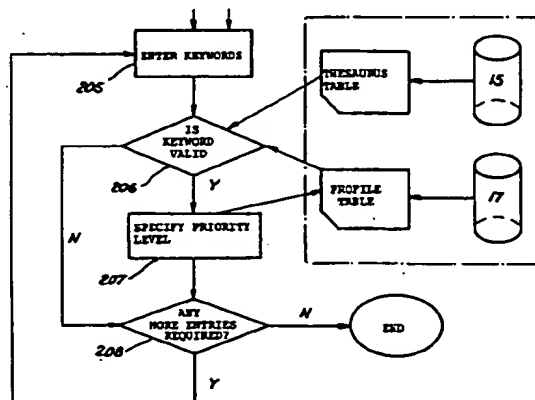 ENTER KEYWORDS
205
THESAUNUS
TABLE
15
IS
KEYWORD
VALID
206
Y
N
PROFILE
TABLE
17
SPECIFY PRIORITY
LEVEL
207
ANY
MORE ENTRIES
REQUIRED?
208
N
END
Y